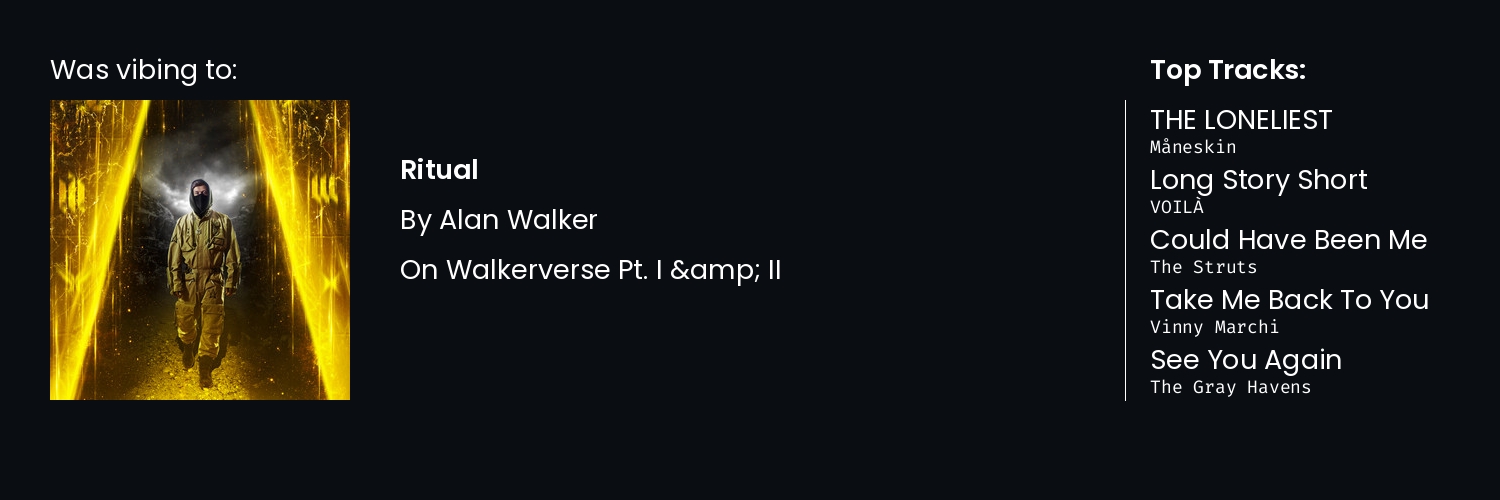 Was vibing to:
Ritual
By Alan Walker
On Walkerverse Pt. I &amp; II
Top Tracks:
THE LONELIEST
Måneskin
Long Story Short
VOILÀ
Could Have Been Me
The Struts
Take Me Back To You
Vinny Marchi
See You Again
The Gray Havens